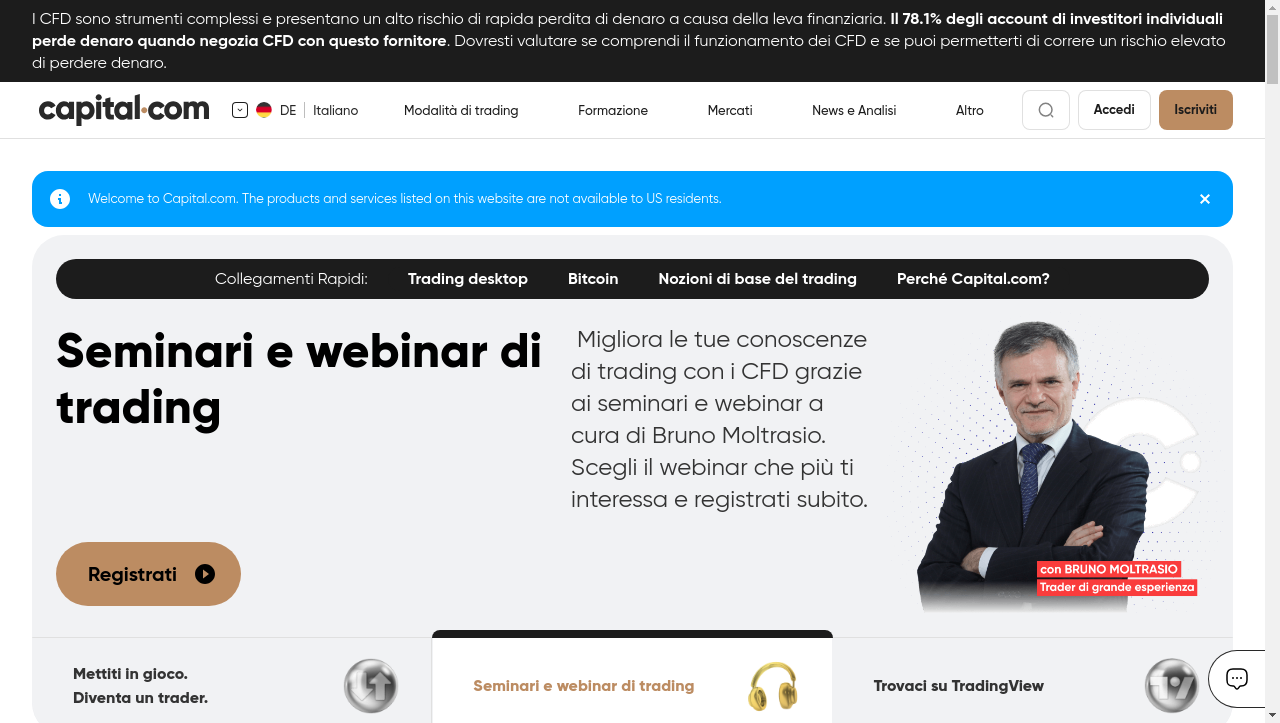 I CFD sono strumenti complessi e presentano un alto rischio di rapida perdita di denaro a causa della leva finanziaria. Il 78.1% degli account di investitori individuali
perde denaro quando negozia CFD con questo fornitore. Dovresti valutare se comprendi il funzionamento dei CFD e se puoi permetterti di correre un rischio elevato
di perdere denaro.
capital.com DE Italiano Modalità di trading Formazione Mercati News e Analisi Altro Accedi Iscriviti
Welcome to Capital.com. The products and services listed on this website are not available to US residents.
Collegamenti Rapidi: Trading desktop Bitcoin Nozioni di base del trading Perché Capital.com?
Seminari e webinar di
trading
Migliora le tue conoscenze
di trading con i CFD grazie
ai seminari e webinar a
cura di Bruno Moltrasio.
Scegli il webinar che più ti
interessa e registrati subito.
con BRUNO MOLTRASIO
Trader di grande esperienza
Registrati
Mettiti in gioco.
Diventa un trader.
Seminari e webinar di trading
Trovaci su TradingView